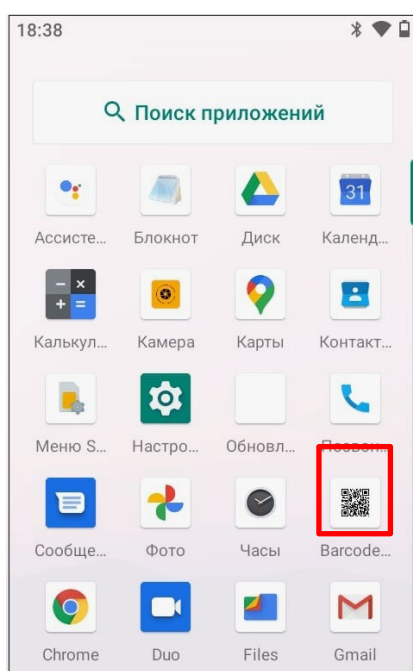 18:38
Поиск приложений
31
Ассисте... Блокнот Диск Календ...
Калькул... Камера Карты Контакт...
Меню S... Настро... Обновл... Позвон...
Сообще... Фото Часы Barcode...
Chrome Duo Files Gmail